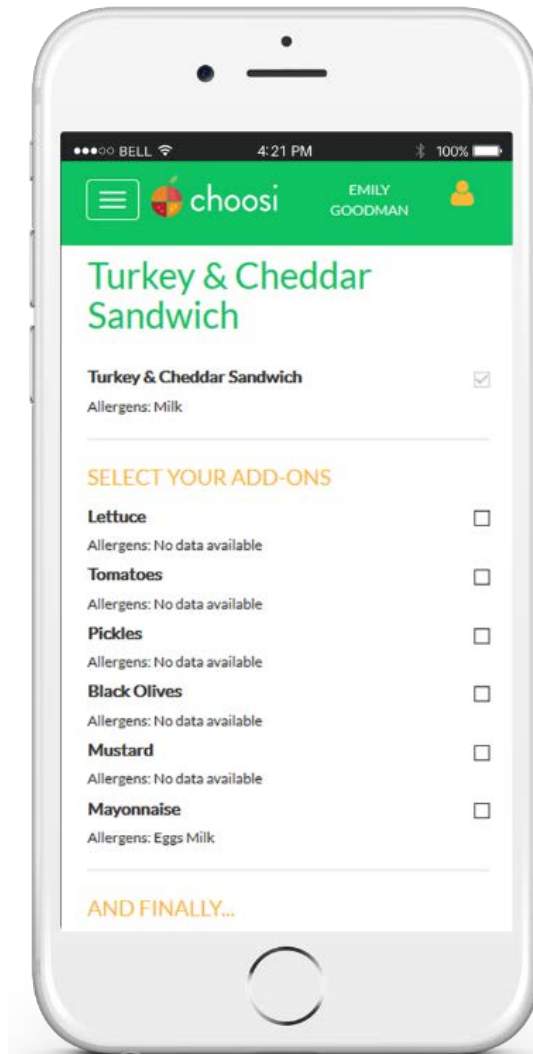 BELL 4:21 PM 100%
choosi EMILY
GOODMAN
Turkey & Cheddar
Sandwich
Turkey & Cheddar Sandwich
Allergens: Milk
SELECT YOUR ADD-ONS
Lettuce
Allergens: No data available
Tomatoes
Allergens: No data available
Pickles
Allergens: No data available
Black Olives
Allergens: No data available
Mustard
Allergens: No data available
Mayonnaise
Allergens: Eggs Milk
AND FINALLY...